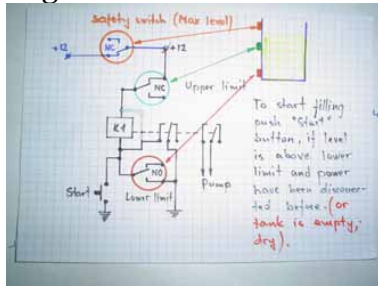 safety switch (Max level)
+12
NC
+12
NC
Upper limit
K1
NO
Start
Lower limit
Pump
To start filling
push "Start"
button, if level
is above lower
limit and power
have been disconec-
ted before. (or
tank is empty,
dry).